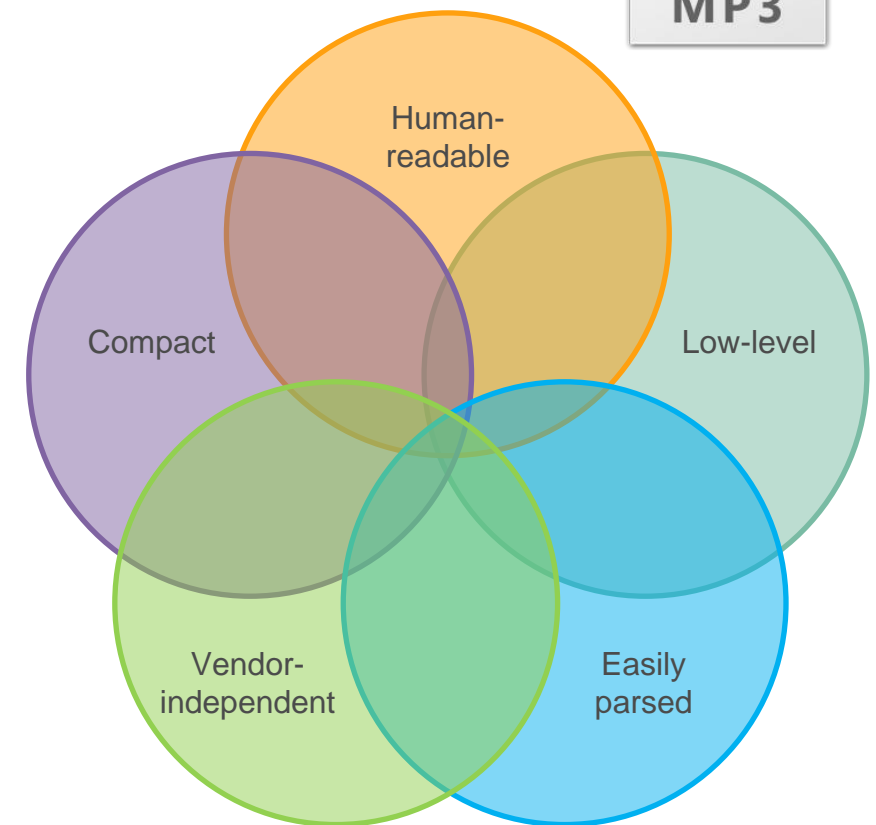 MP3
Human-
readable
Compact
Low-level
Vendor-
independent
Easily
parsed